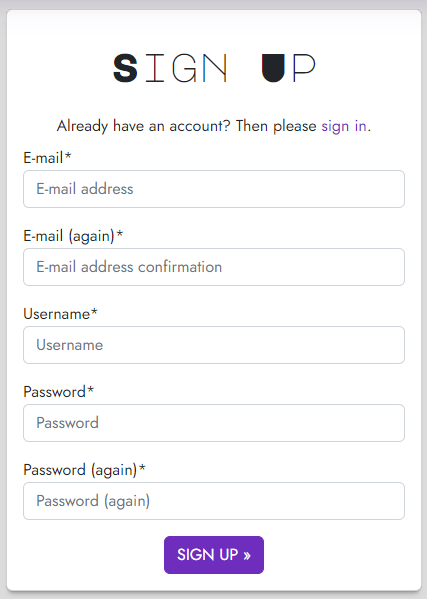 SIGN UP
Already have an account? Then please sign in.
E-mail*
E-mail address
E-mail (again)*
E-mail address confirmation
Username*
Username
Password*
Password
Password (again)*
Password (again)
SIGN UP »